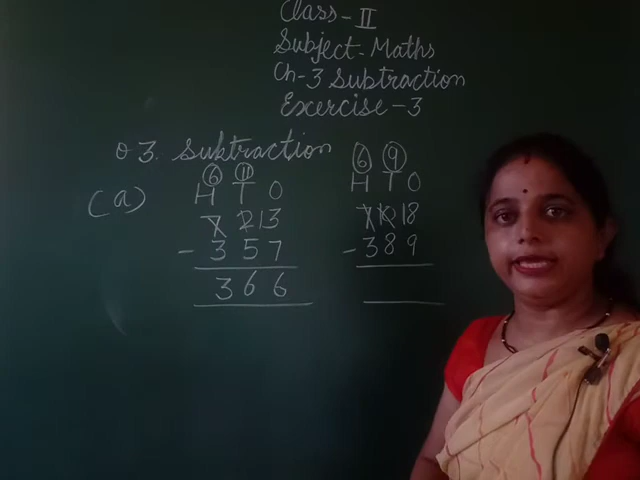 Class - II
Subject - Maths
Ch-3 Subtraction
Exercise - 3
Q3. Subtraction
(a)
6 11
H T O
7 2 13
- 3 5 7
3 6 6
6 9
H T O
7 10 18
- 3 8 9